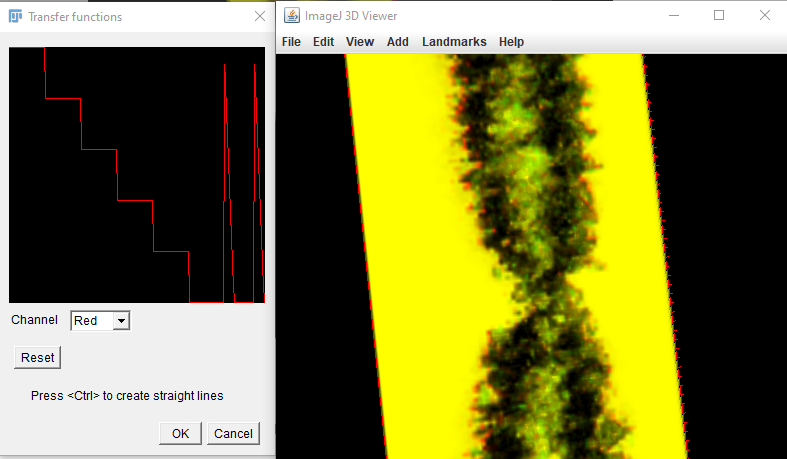 Transfer functions
Channel Red
Reset
Press <Ctrl> to create straight lines
OK Cancel
ImageJ 3D Viewer
File Edit View Add Landmarks Help